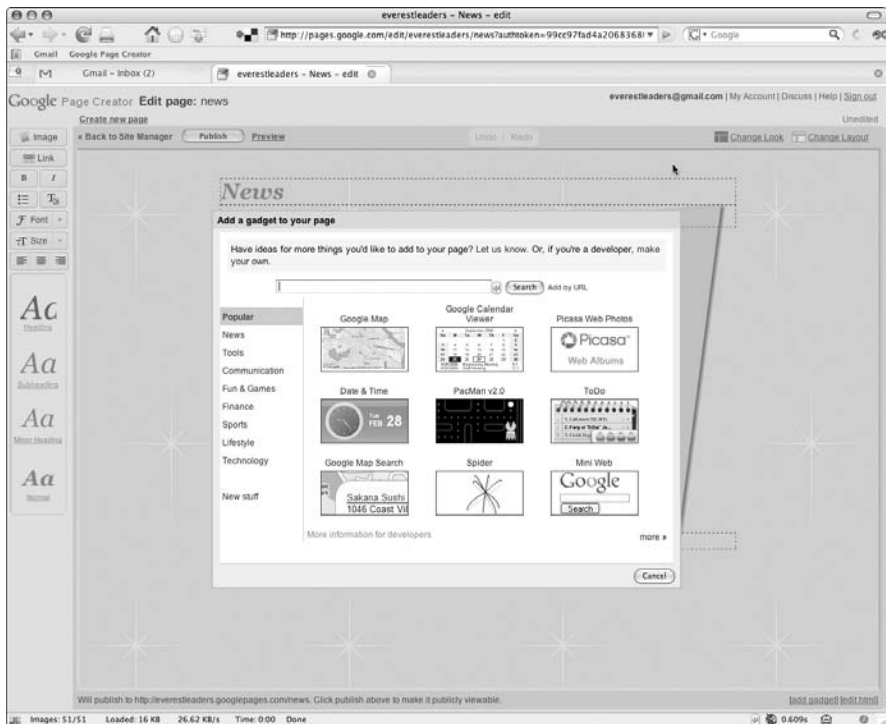 everestleaders – News – edit
http://pages.google.com/edit/everestleaders/news?authtoken=99cc97fad4a2068368
Google
Gmail Google Page Creator
Gmail – Inbox (2)
everestleaders – News – edit
Google Page Creator Edit page: news
everestleaders@gmail.com | My Account | Discuss | Help | Sign out
Create new page
Unedited
« Back to Site Manager
Publish
Preview
Undo
Redo
Change Look
Change Layout
Image
Link
B I
Font
Size
Aa
Heading
Aa
Subheading
Aa
Minor Heading
Aa
Normal
News
Add a gadget to your page
Have ideas for more things you'd like to add to your page? Let us know. Or, if you're a developer, make
your own.
Search
Add by URL
Popular
News
Tools
Communication
Fun & Games
Finance
Sports
Lifestyle
Technology
New stuff
Google Map
Google Calendar
Viewer
Picasa Web Photos
Picasa
Web Albums
Date & Time
TUE
FEB 28
PacMan v2.0
ToDo
Google Map Search
Sakana Sushi
1046 Coast Vil
Spider
Mini Web
Google
Search
More information for developers
more »
Cancel
Will publish to http://everestleaders.googlepages.com/news. Click publish above to make it publicly viewable.
[add gadget] [edit html]
Images: 51/51 Loaded: 16 KB 26.62 KB/s Time: 0:00 Done
0.609s